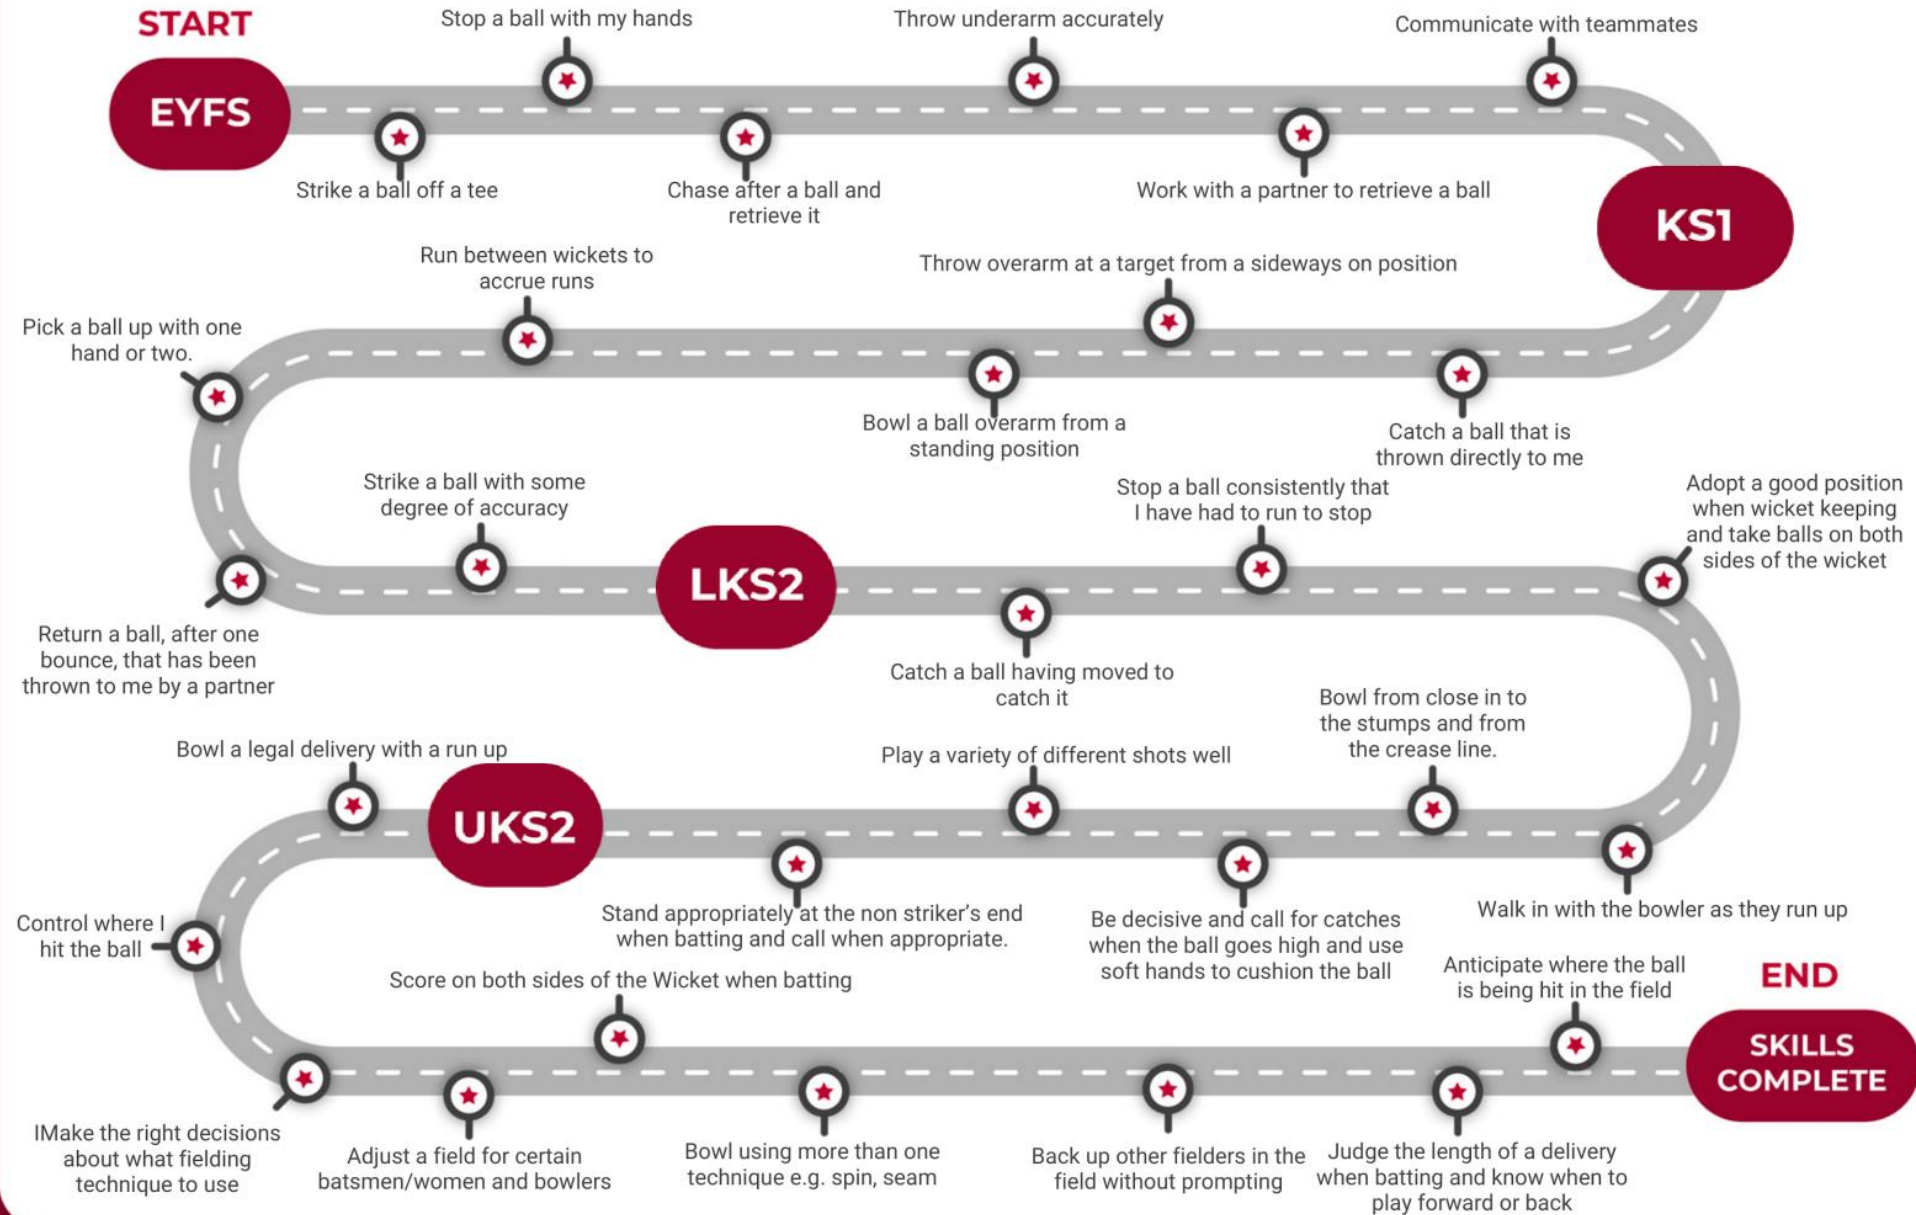 START
EYFS
Strike a ball off a tee
Stop a ball with my hands
Chase after a ball and
retrieve it
Throw underarm accurately
Work with a partner to retrieve a ball
Communicate with teammates
KS1
Catch a ball that is
thrown directly to me
Throw overarm at a target from a sideways on position
Bowl a ball overarm from a
standing position
Run between wickets to
accrue runs
Pick a ball up with one
hand or two.
Return a ball, after one
bounce, that has been
thrown to me by a partner
Strike a ball with some
degree of accuracy
LKS2
Catch a ball having moved to
catch it
Stop a ball consistently that
I have had to run to stop
Adopt a good position
when wicket keeping
and take balls on both
sides of the wicket
Walk in with the bowler as they run up
Bowl from close in to
the stumps and from
the crease line.
Be decisive and call for catches
when the ball goes high and use
soft hands to cushion the ball
Play a variety of different shots well
Stand appropriately at the non striker's end
when batting and call when appropriate.
UKS2
Bowl a legal delivery with a run up
Control where I
hit the ball
IMake the right decisions
about what fielding
technique to use
Adjust a field for certain
batsmen/women and bowlers
Score on both sides of the Wicket when batting
Bowl using more than one
technique e.g. spin, seam
Back up other fielders in the
field without prompting
Judge the length of a delivery
when batting and know when to
play forward or back
Anticipate where the ball
is being hit in the field
END
SKILLS
COMPLETE